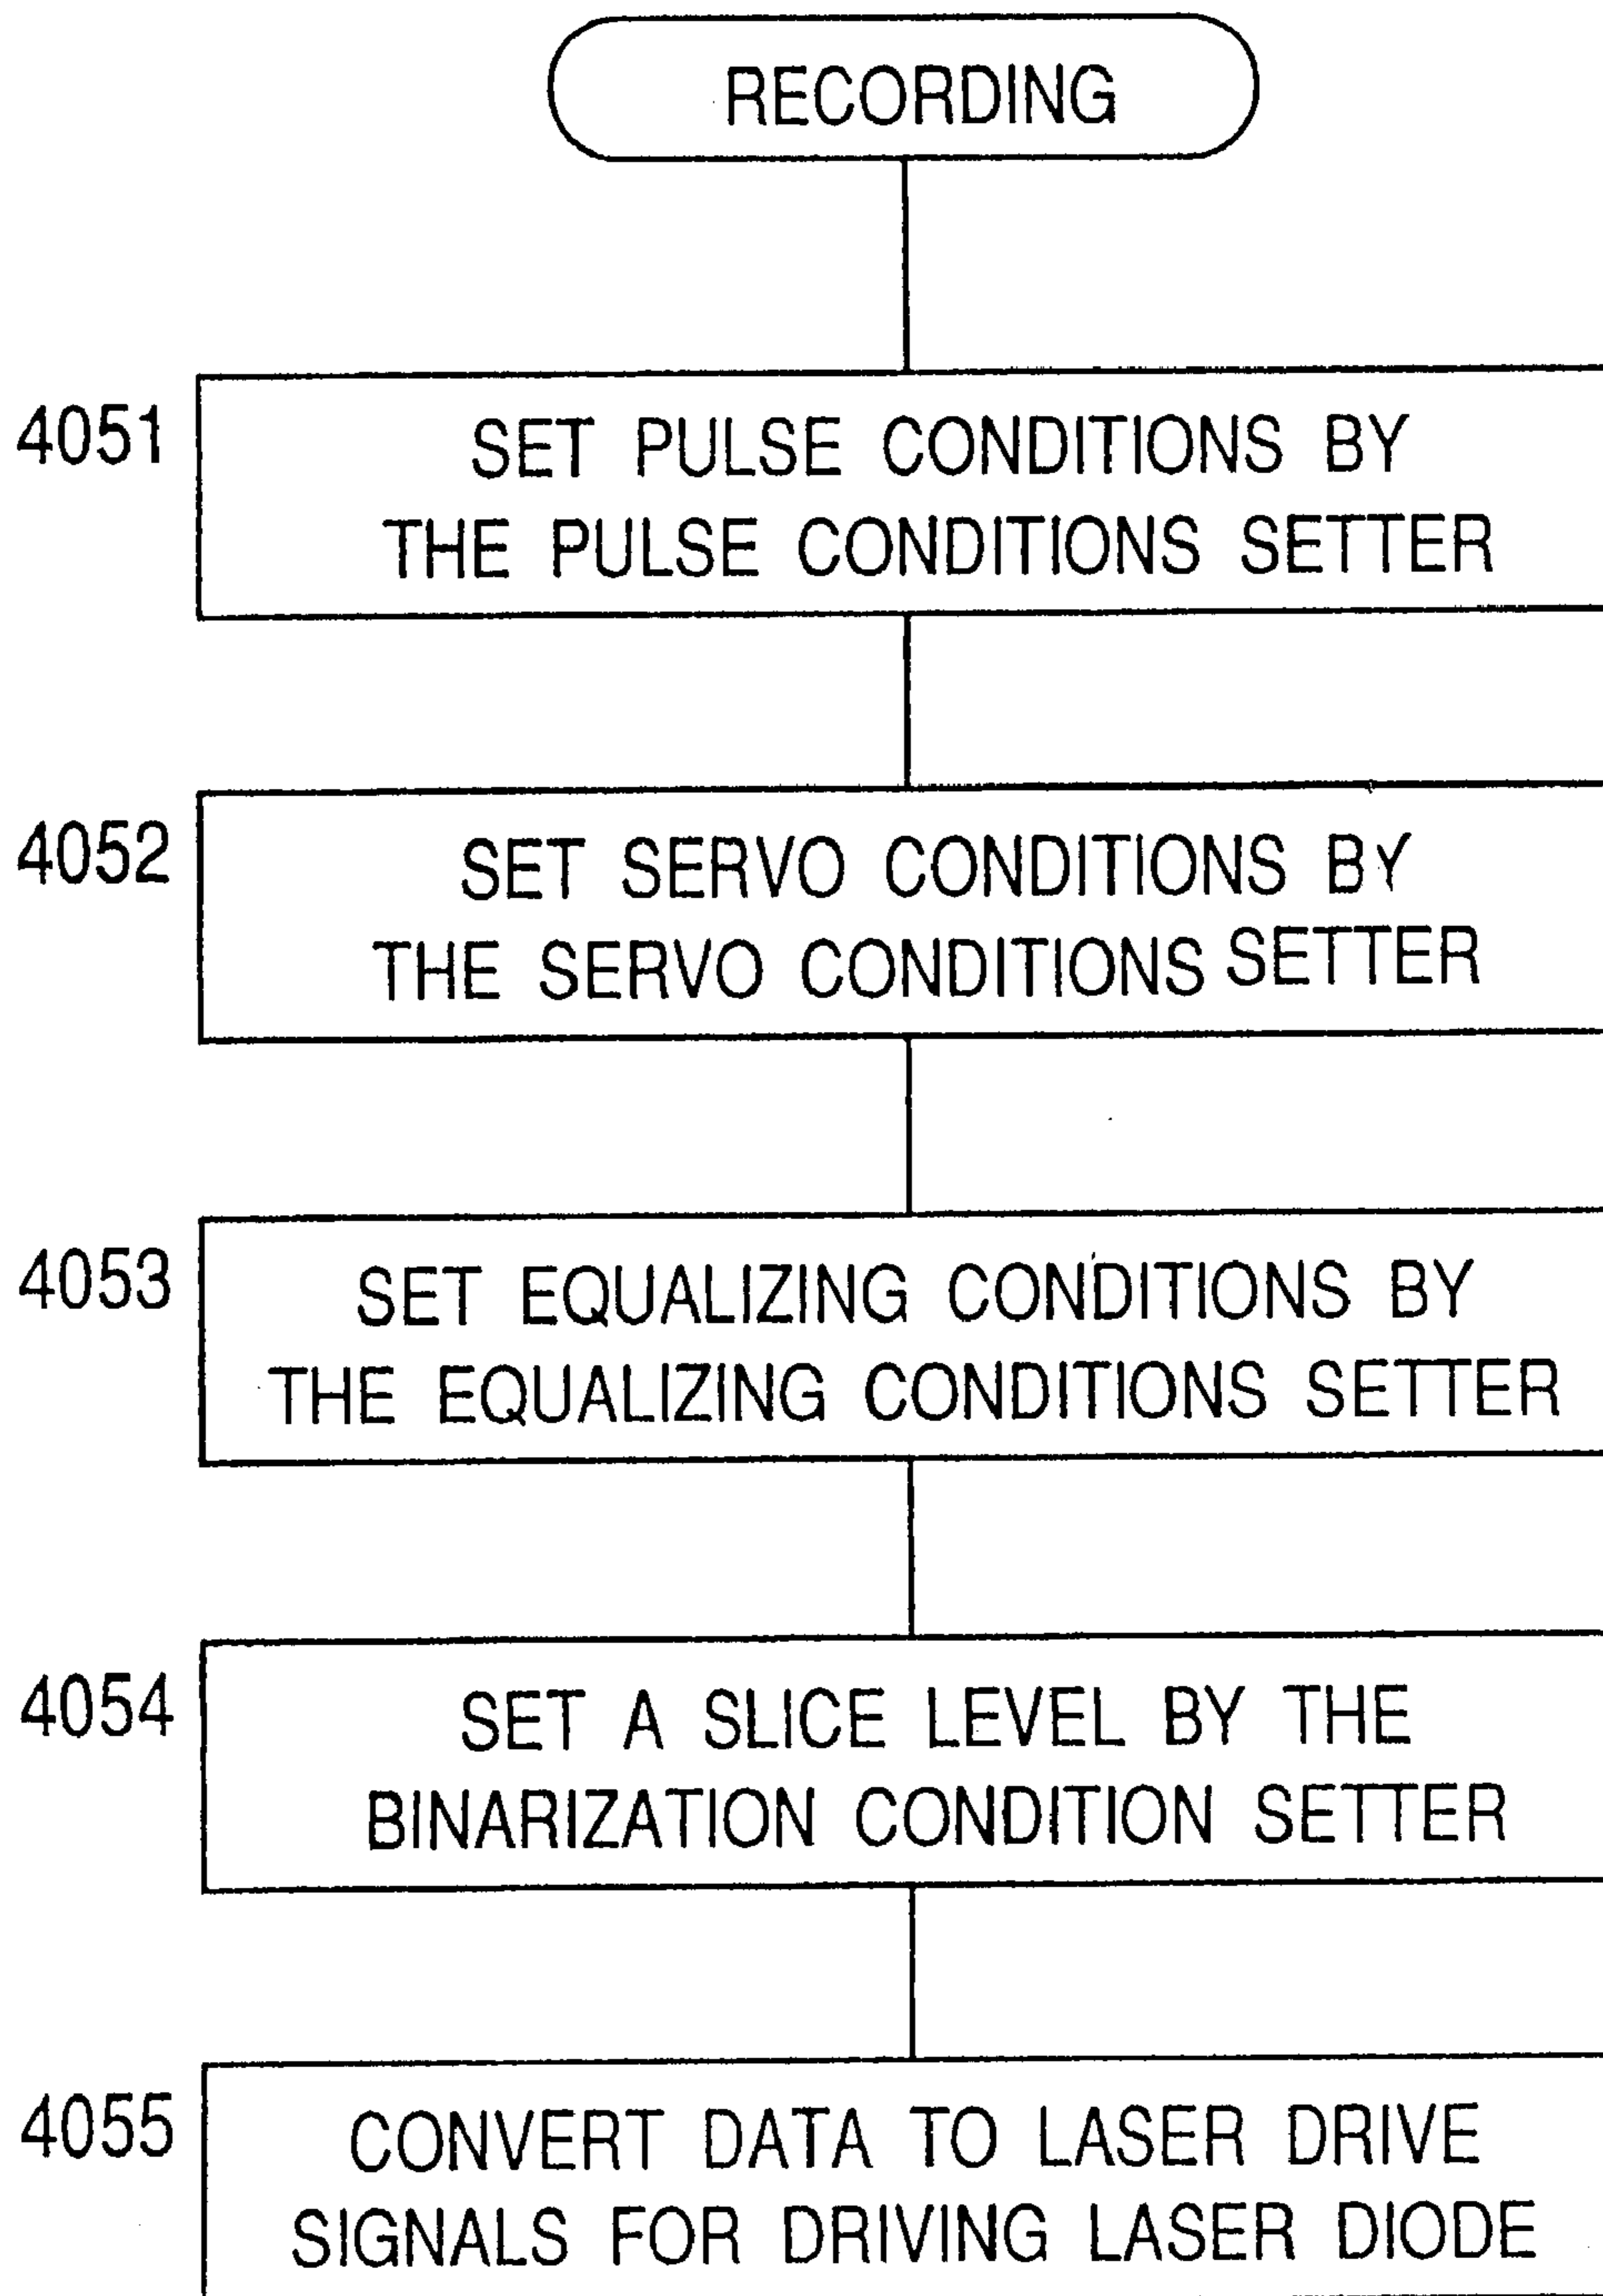 RECORDING
4051
SET PULSE CONDITIONS BY
THE PULSE CONDITIONS SETTER
4052
SET SERVO CONDITIONS BY
THE SERVO CONDITIONS SETTER
4053
SET EQUALIZING CONDITIONS BY
THE EQUALIZING CONDITIONS SETTER
4054
SET A SLICE LEVEL BY THE
BINARIZATION CONDITION SETTER
4055
CONVERT DATA TO LASER DRIVE
SIGNALS FOR DRIVING LASER DIODE